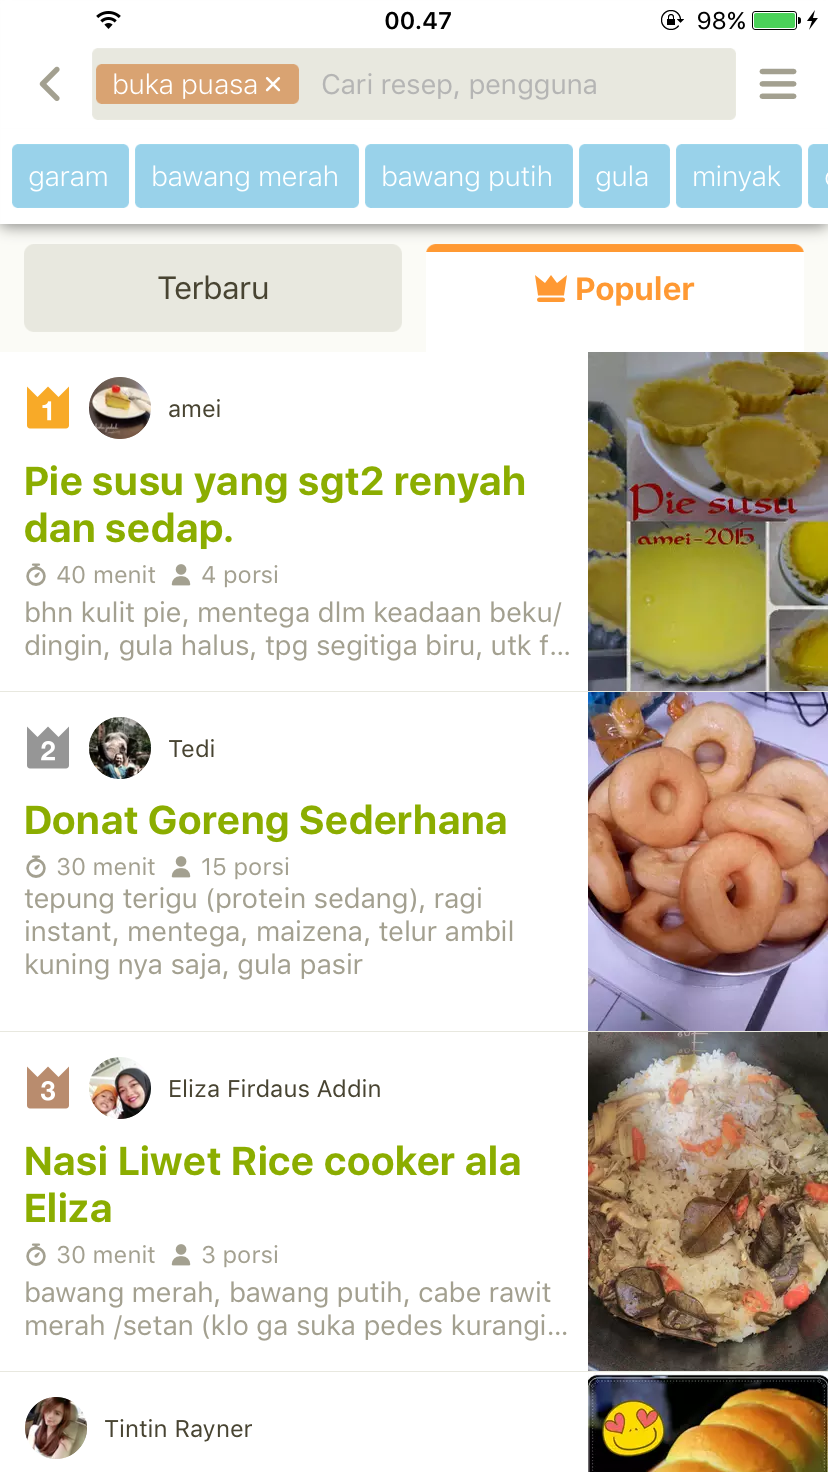 00.47
98%
buka puasa ×
Cari resep, pengguna
garam
bawang merah
bawang putih
gula
minyak
Terbaru
Populer
1
amei
Pie susu yang sgt2 renyah
dan sedap.
40 menit 4 porsi
bhn kulit pie, mentega dlm keadaan beku/
dingin, gula halus, tpg segitiga biru, utk f...
Pie susu
amei-2015
2
Tedi
Donat Goreng Sederhana
30 menit 15 porsi
tepung terigu (protein sedang), ragi
instant, mentega, maizena, telur ambil
kuning nya saja, gula pasir
3
Eliza Firdaus Addin
Nasi Liwet Rice cooker ala
Eliza
30 menit 3 porsi
bawang merah, bawang putih, cabe rawit
merah /setan (klo ga suka pedes kurangi...
Tintin Rayner